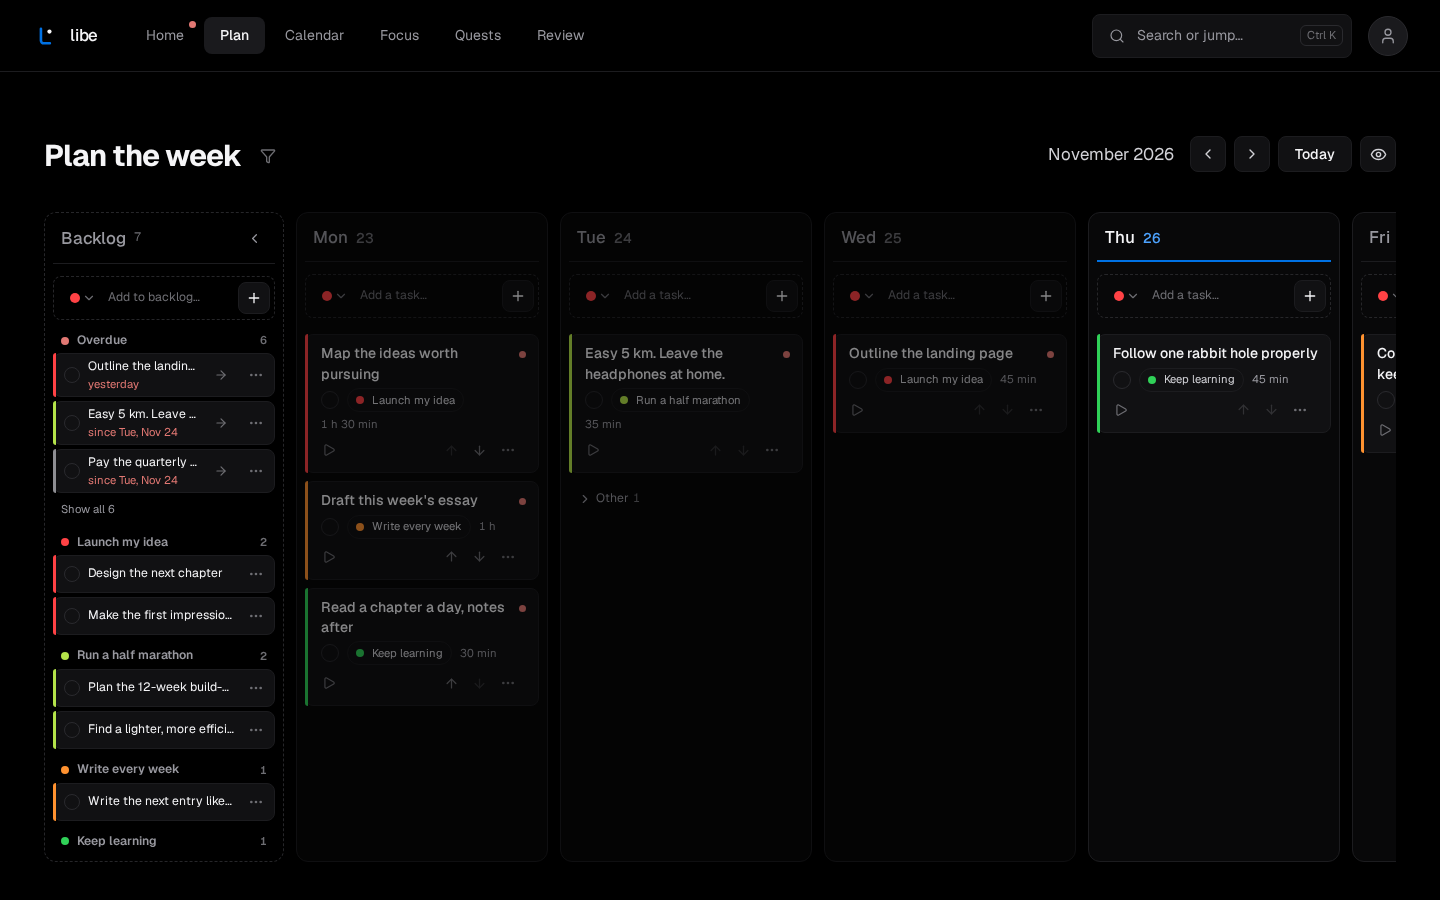 libe
Home
Plan
Calendar
Focus
Quests
Review
Search or jump...
Ctrl K
Plan the week
November 2026
Today
Backlog 7
Add to backlog...
Overdue 6
Outline the landin...
yesterday
Easy 5 km. Leave ...
since Tue, Nov 24
Pay the quarterly ...
since Tue, Nov 24
Show all 6
Launch my idea 2
Design the next chapter
Make the first impressio...
Run a half marathon 2
Plan the 12-week build-...
Find a lighter, more effici...
Write every week 1
Write the next entry like...
Keep learning 1
Mon 23
Add a task...
Map the ideas worth
pursuing
Launch my idea
1 h 30 min
Draft this week's essay
Write every week 1 h
Read a chapter a day, notes
after
Keep learning 30 min
Tue 24
Add a task...
Easy 5 km. Leave the
headphones at home.
Run a half marathon
35 min
Other 1
Wed 25
Add a task...
Outline the landing page
Launch my idea 45 min
Thu 26
Add a task...
Follow one rabbit hole properly
Keep learning 45 min
Fri
Co
kee